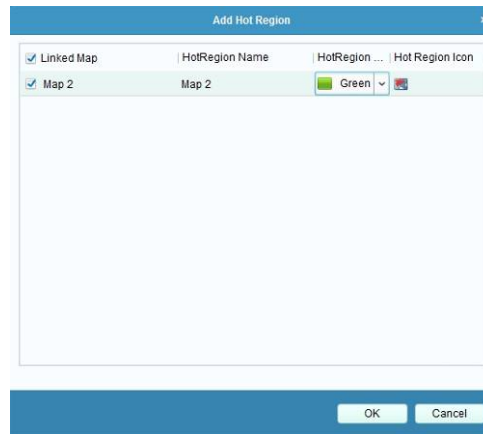 Add Hot Region
Linked Map HotRegion Name HotRegion ... Hot Region Icon
Map 2 Map 2 Green
OK Cancel